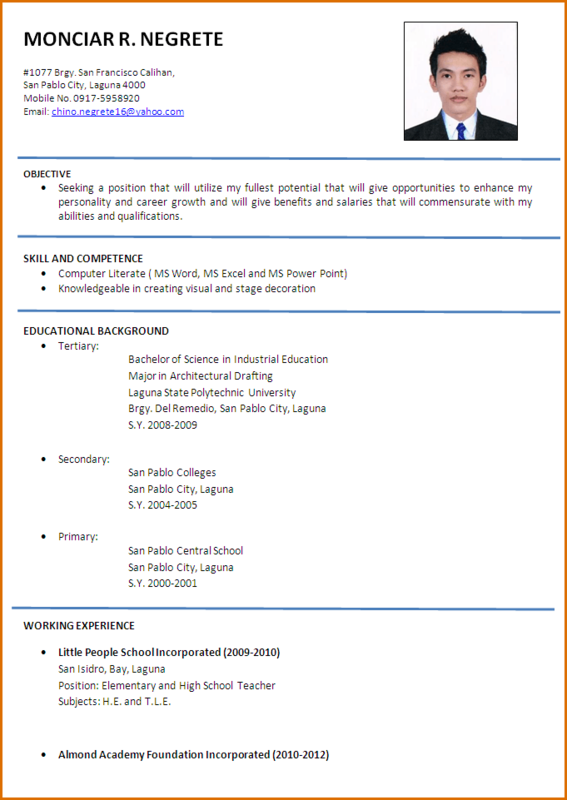 MONCIAR R. NEGRETE
#1077 Brgy. San Francisco Calihan,
San Pablo City, Laguna 4000
Mobile No. 0917-5958920
Email: chino.negrete16@yahoo.com
OBJECTIVE
• Seeking a position that will utilize my fullest potential that will give opportunities to enhance my
personality and career growth and will give benefits and salaries that will commensurate with my
abilities and qualifications.
SKILL AND COMPETENCE
• Computer Literate ( MS Word, MS Excel and MS Power Point)
• Knowledgeable in creating visual and stage decoration
EDUCATIONAL BACKGROUND
• Tertiary:
Bachelor of Science in Industrial Education
Major in Architectural Drafting
Laguna State Polytechnic University
Brgy. Del Remedio, San Pablo City, Laguna
S.Y. 2008-2009
• Secondary:
San Pablo Colleges
San Pablo City, Laguna
S.Y. 2004-2005
• Primary:
San Pablo Central School
San Pablo City, Laguna
S.Y. 2000-2001
WORKING EXPERIENCE
• Little People School Incorporated (2009-2010)
San Isidro, Bay, Laguna
Position: Elementary and High School Teacher
Subjects: H.E. and T.L.E.
• Almond Academy Foundation Incorporated (2010-2012)